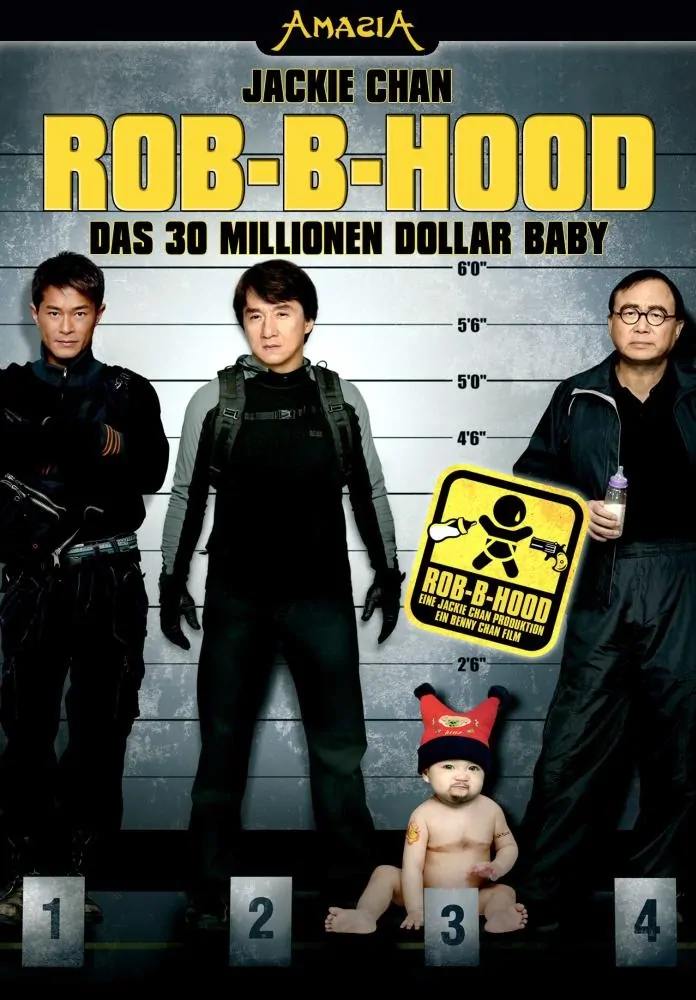 AMASIA
JACKIE CHAN
ROB-B-HOOD
DAS 30 MILLIONEN DOLLAR BABY
6'0"
5'6"
5'0"
4'6"
ROB-B-HOOD
EINE JACKIE CHAN PRODUKTION
EIN BENNY CHAN FILM
2'6"
1
2
3
4